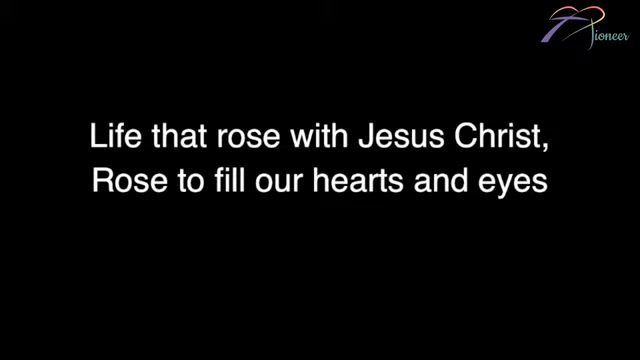 Pioneer
Life that rose with Jesus Christ,
Rose to fill our hearts and eyes